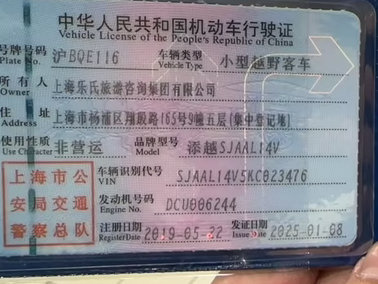 中华人民共和国机动车行驶证
Vehicle License of the People's Republic of China
号牌号码 沪BQE116 车辆类型 小型越野客车
Plate No. Vehicle Type
所有人 上海乐氏旅游咨询集团有限公司
Owner
住址 上海市杨浦区翔殷路165号9幢五层(集中登记地)
Address
使用性质 非营运 品牌型号 添越SJAAL14V
Use Character Model
上海市公 车辆识别代号 SJAAL14V5KC023476
VIN
安局交通 发动机号码 DCU006244
Engine No.
警察总队 注册日期 2019-05-22 发证日期 2025-01-08
Register Date Issue Date